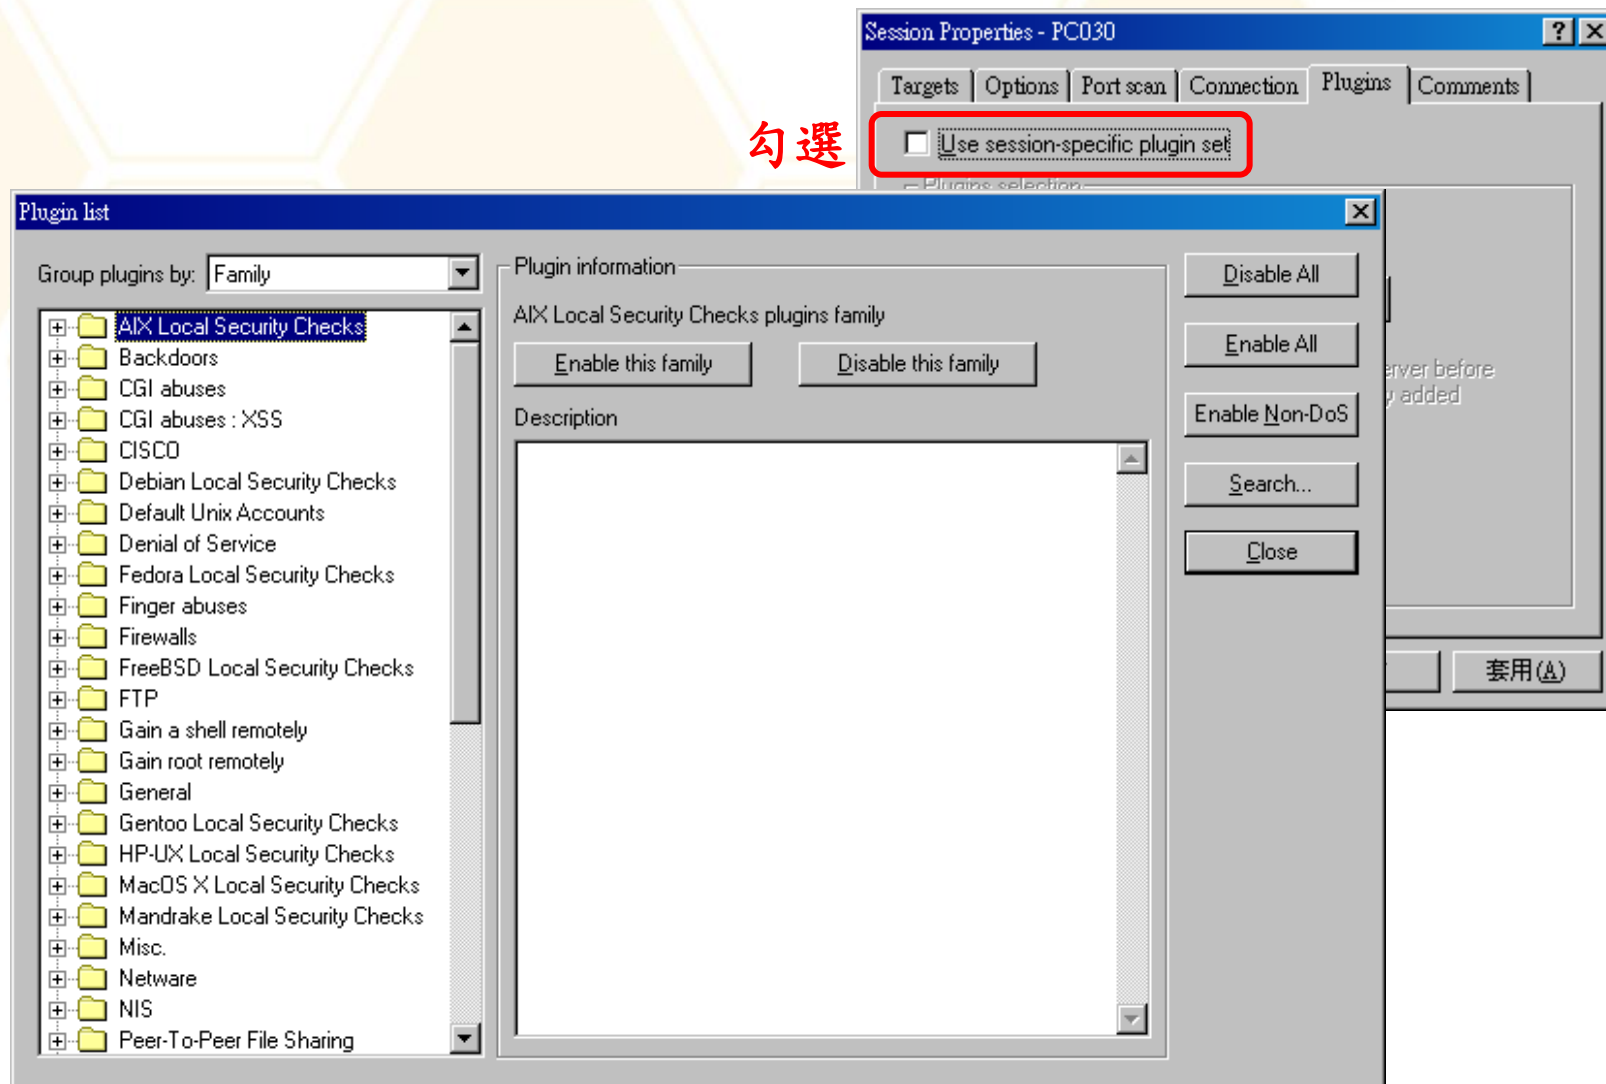 Session Properties - PC030
Targets Options Port scan Connection Plugins Comments
勾選
Use session-specific plugin set
Plugins selection
Plugin list
Group plugins by: Family
AIX Local Security Checks
Backdoors
CGI abuses
CGI abuses : XSS
CISCO
Debian Local Security Checks
Default Unix Accounts
Denial of Service
Fedora Local Security Checks
Finger abuses
Firewalls
FreeBSD Local Security Checks
FTP
Gain a shell remotely
Gain root remotely
General
Gentoo Local Security Checks
HP-UX Local Security Checks
MacOS X Local Security Checks
Mandrake Local Security Checks
Misc.
Netware
NIS
Peer-To-Peer File Sharing
Plugin information
AIX Local Security Checks plugins family
Enable this family Disable this family
Description
Disable All
Enable All
Enable Non-DoS
Search...
Close
before
added
套用(A)